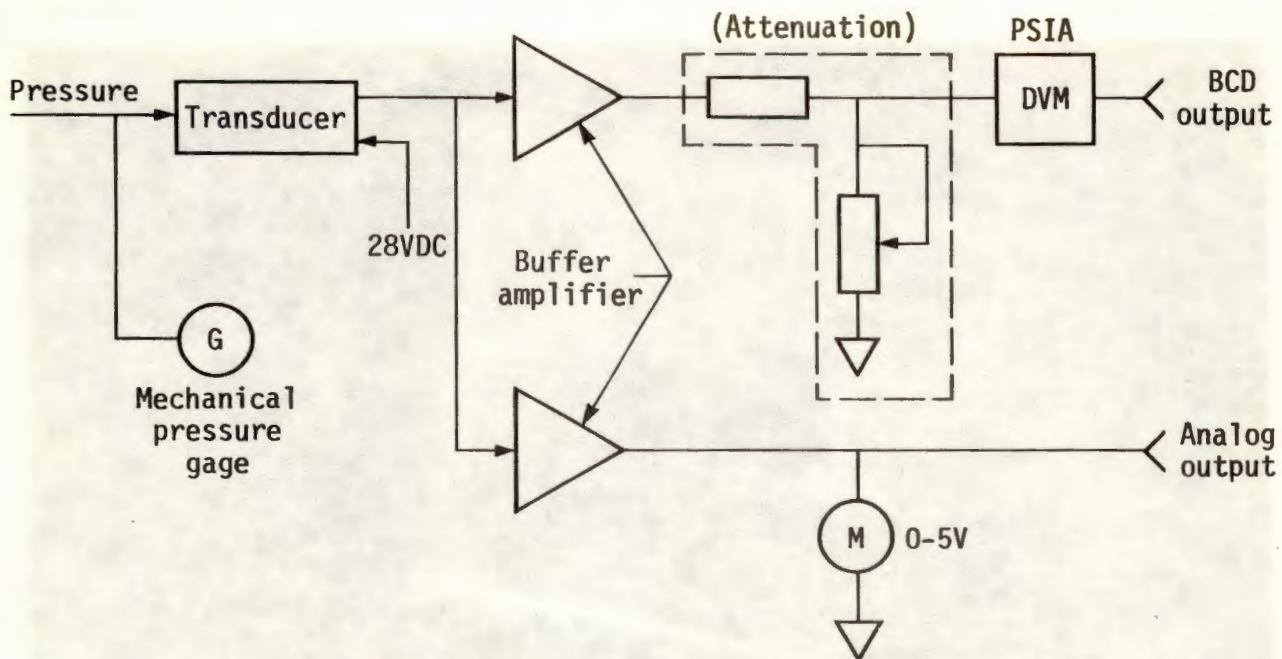 (Attenuation)
PSIA
Pressure
Transducer
DVM
BCD
output
28VDC
Buffer
amplifier
G
Mechanical
pressure
gage
Analog
output
M
0-5V